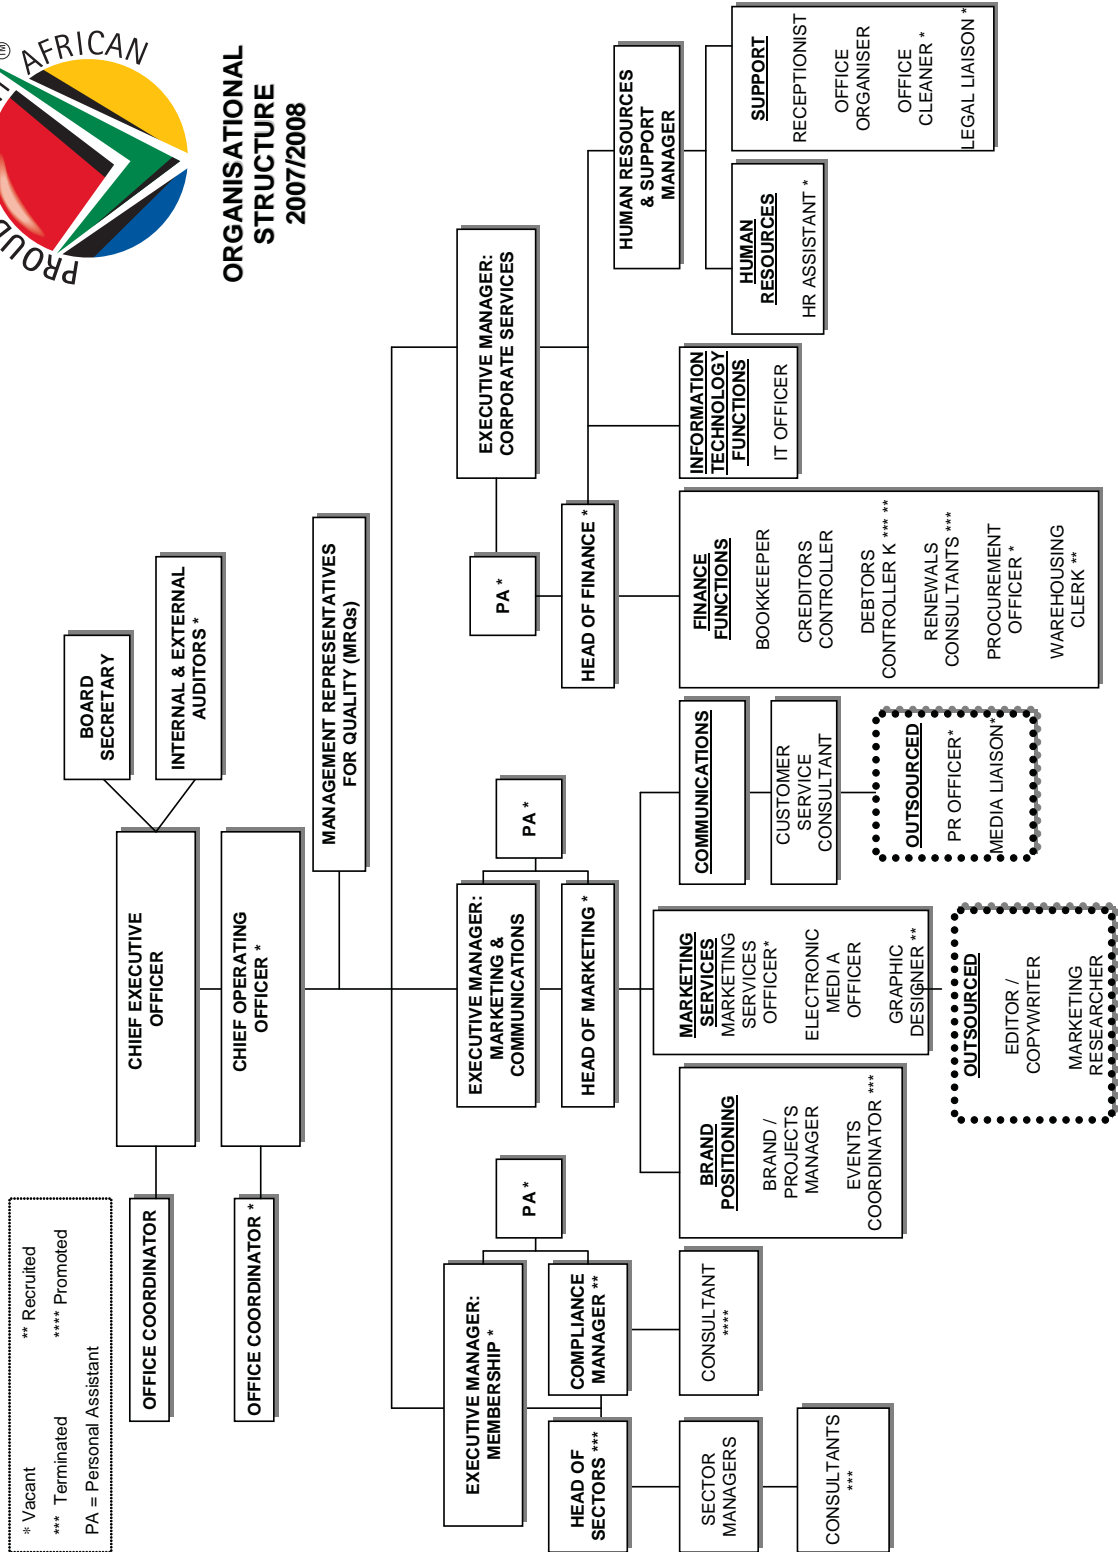 PROUD
AFRICAN
ORGANISATIONAL
STRUCTURE
2007/2008
* Vacant
** Recruited
*** Terminated
**** Promoted
PA = Personal Assistant
BOARD
SECRETARY
INTERNAL & EXTERNAL
AUDITORS *
CHIEF EXECUTIVE
OFFICER
OFFICE COORDINATOR
CHIEF OPERATING
OFFICER *
OFFICE COORDINATOR *
MANAGEMENT REPRESENTATIVES
FOR QUALITY (MRQs)
EXECUTIVE MANAGER:
MEMBERSHIP *
PA *
HEAD OF
SECTORS ***
COMPLIANCE
MANAGER **
SECTOR
MANAGERS
CONSULTANTS
***
CONSULTANT
****
EXECUTIVE MANAGER:
MARKETING &
COMMUNICATIONS
PA *
HEAD OF MARKETING *
BRAND
POSITIONING
BRAND /
PROJECTS
MANAGER
EVENTS
COORDINATOR ***
MARKETING
SERVICES
MARKETING
SERVICES
OFFICER*
ELECTRONIC
MEDI A
OFFICER
GRAPHIC
DESIGNER **
OUTSOURCED
EDITOR /
COPYWRITER
MARKETING
RESEARCHER
COMMUNICATIONS
CUSTOMER
SERVICE
CONSULTANT
OUTSOURCED
PR OFFICER*
MEDIA LIAISON*
EXECUTIVE MANAGER:
CORPORATE SERVICES
PA *
HEAD OF FINANCE *
FINANCE
FUNCTIONS
BOOKKEEPER
CREDITORS
CONTROLLER
DEBTORS
CONTROLLER K *** **
RENEWALS
CONSULTANTS ***
PROCUREMENT
OFFICER *
WAREHOUSING
CLERK **
INFORMATION
TECHNOLOGY
FUNCTIONS
IT OFFICER
HUMAN RESOURCES
& SUPPORT
MANAGER
HUMAN
RESOURCES
HR ASSISTANT *
SUPPORT
RECEPTIONIST
OFFICE
ORGANISER
OFFICE
CLEANER *
LEGAL LIAISON *